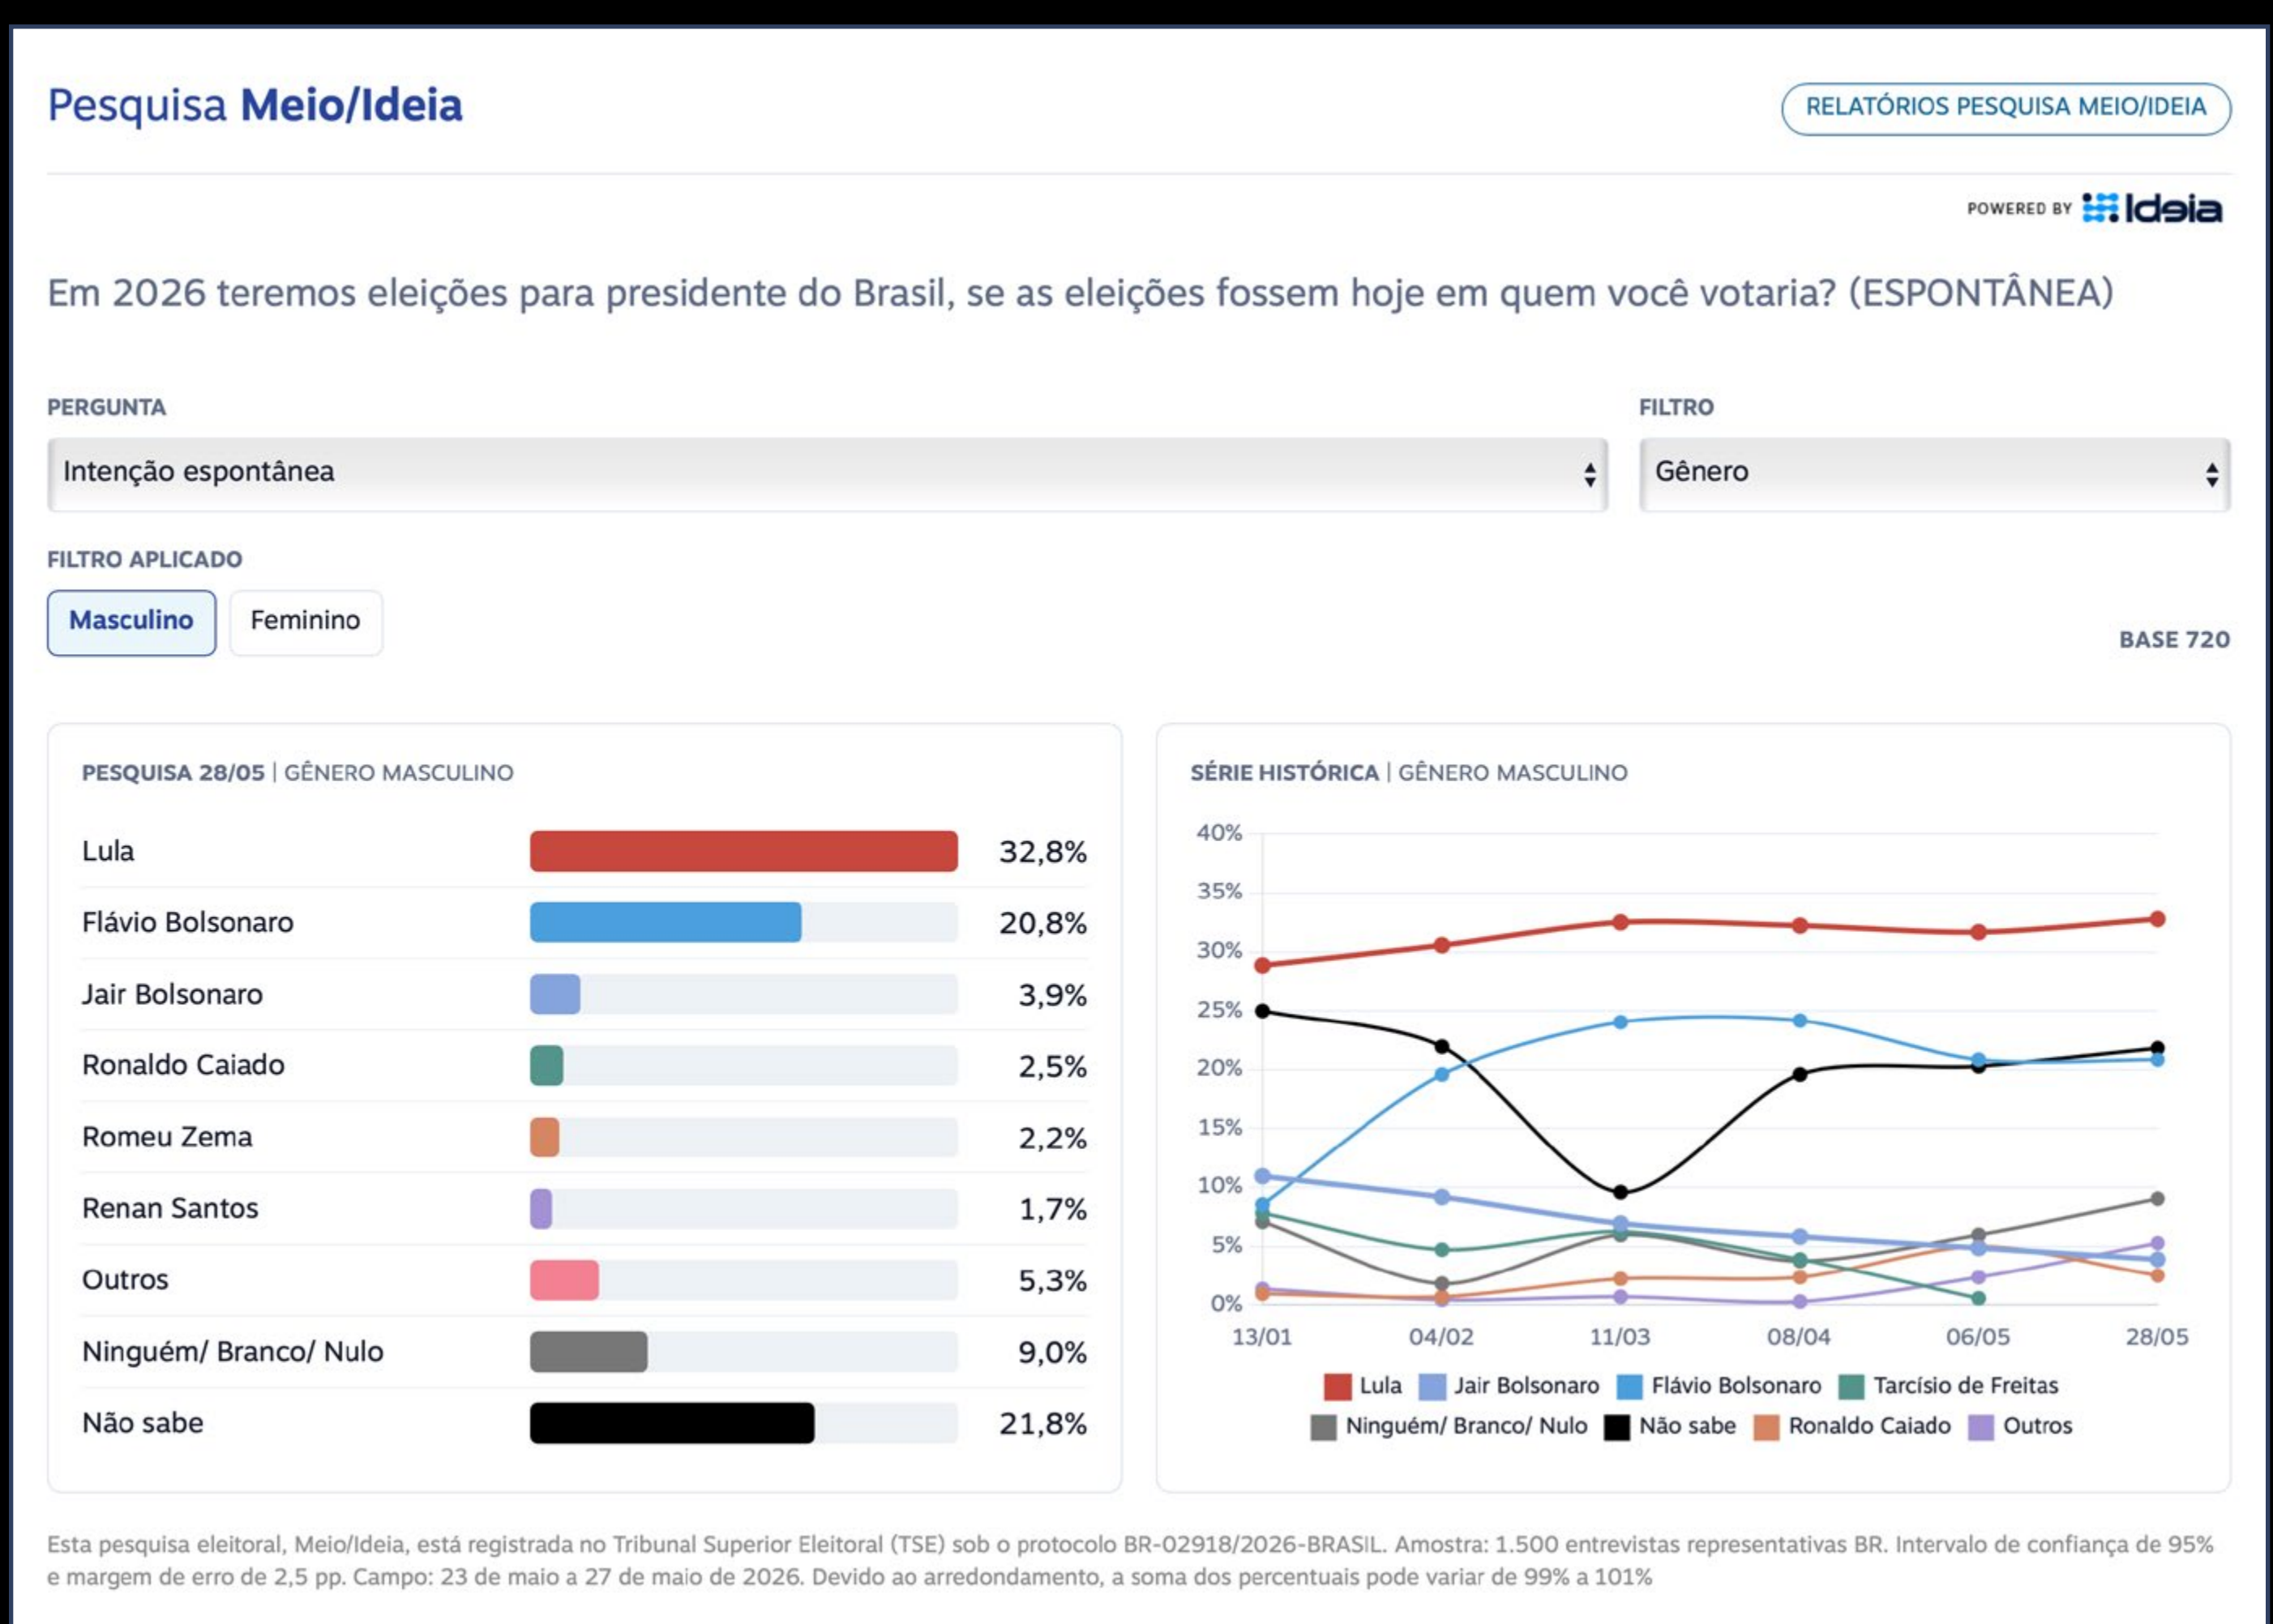 Pesquisa Meio/Ideia
RELATÓRIOS PESQUISA MEIO/IDEIA
POWERED BY Ideia
Em 2026 teremos eleições para presidente do Brasil, se as eleições fossem hoje em quem você votaria? (ESPONTÂNEA)
PERGUNTA
FILTRO
Intenção espontânea
Gênero
FILTRO APLICADO
Masculino
Feminino
BASE 720
PESQUISA 28/05 | GÊNERO MASCULINO
Lula 32,8%
Flávio Bolsonaro 20,8%
Jair Bolsonaro 3,9%
Ronaldo Caiado 2,5%
Romeu Zema 2,2%
Renan Santos 1,7%
Outros 5,3%
Ninguém/ Branco/ Nulo 9,0%
Não sabe 21,8%
SÉRIE HISTÓRICA | GÊNERO MASCULINO
40%
35%
30%
25%
20%
15%
10%
5%
0%
13/01 04/02 11/03 08/04 06/05 28/05
Lula Jair Bolsonaro Flávio Bolsonaro Tarcísio de Freitas
Ninguém/ Branco/ Nulo Não sabe Ronaldo Caiado Outros
Esta pesquisa eleitoral, Meio/Ideia, está registrada no Tribunal Superior Eleitoral (TSE) sob o protocolo BR-02918/2026-BRASIL. Amostra: 1.500 entrevistas representativas BR. Intervalo de confiança de 95%
e margem de erro de 2,5 pp. Campo: 23 de maio a 27 de maio de 2026. Devido ao arredondamento, a soma dos percentuais pode variar de 99% a 101%